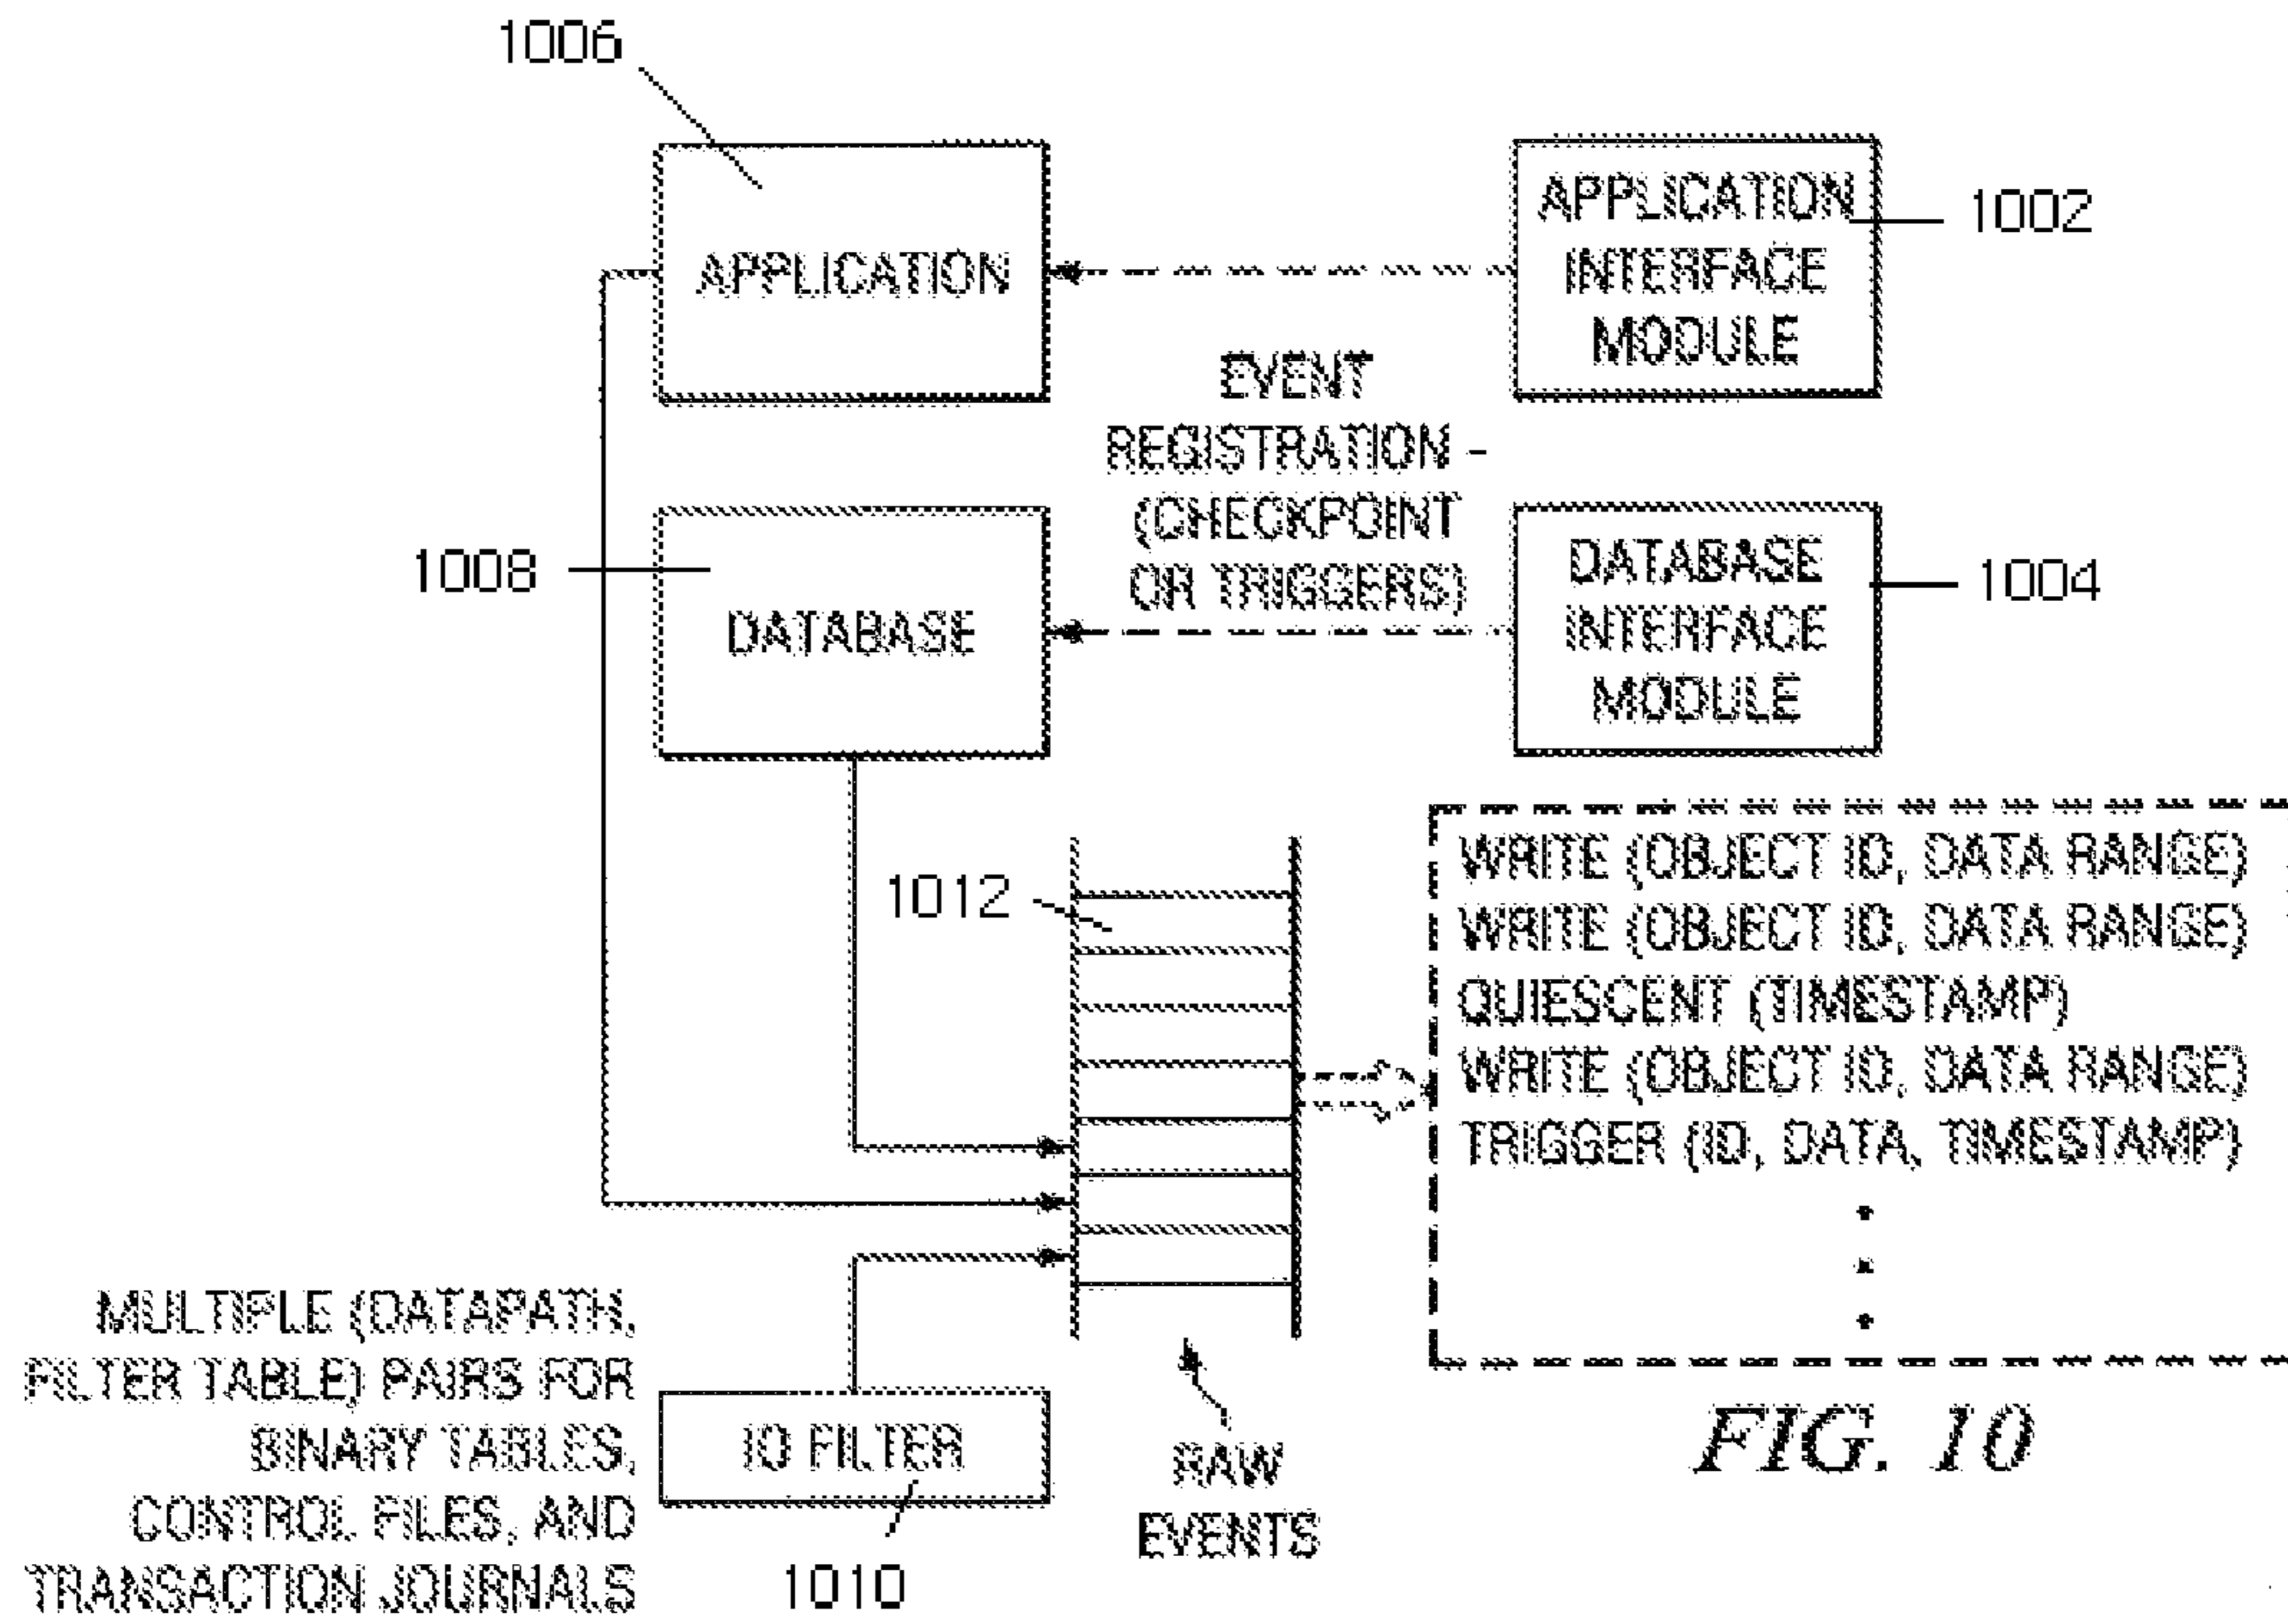 1006
APPLICATION
APPLICATION
INTERFACE
MODULE
1002
EVENT
REGISTRATION -
(CHECKPOINT
OR TRIGGERS)
1008
DATABASE
DATABASE
INTERFACE
MODULE
1004
1012
WRITE (OBJECT ID, DATA RANGE)
WRITE (OBJECT ID, DATA RANGE)
QUIESCENT (TIMESTAMP)
WRITE (OBJECT ID, DATA RANGE)
TRIGGER (ID, DATA, TIMESTAMP)
MULTIPLE (DATAPATH,
FILTER TABLE) PAIRS FOR
BINARY TABLES,
CONTROL FILES, AND
TRANSACTION JOURNALS
IO FILTER
1010
RAW
EVENTS
FIG. 10